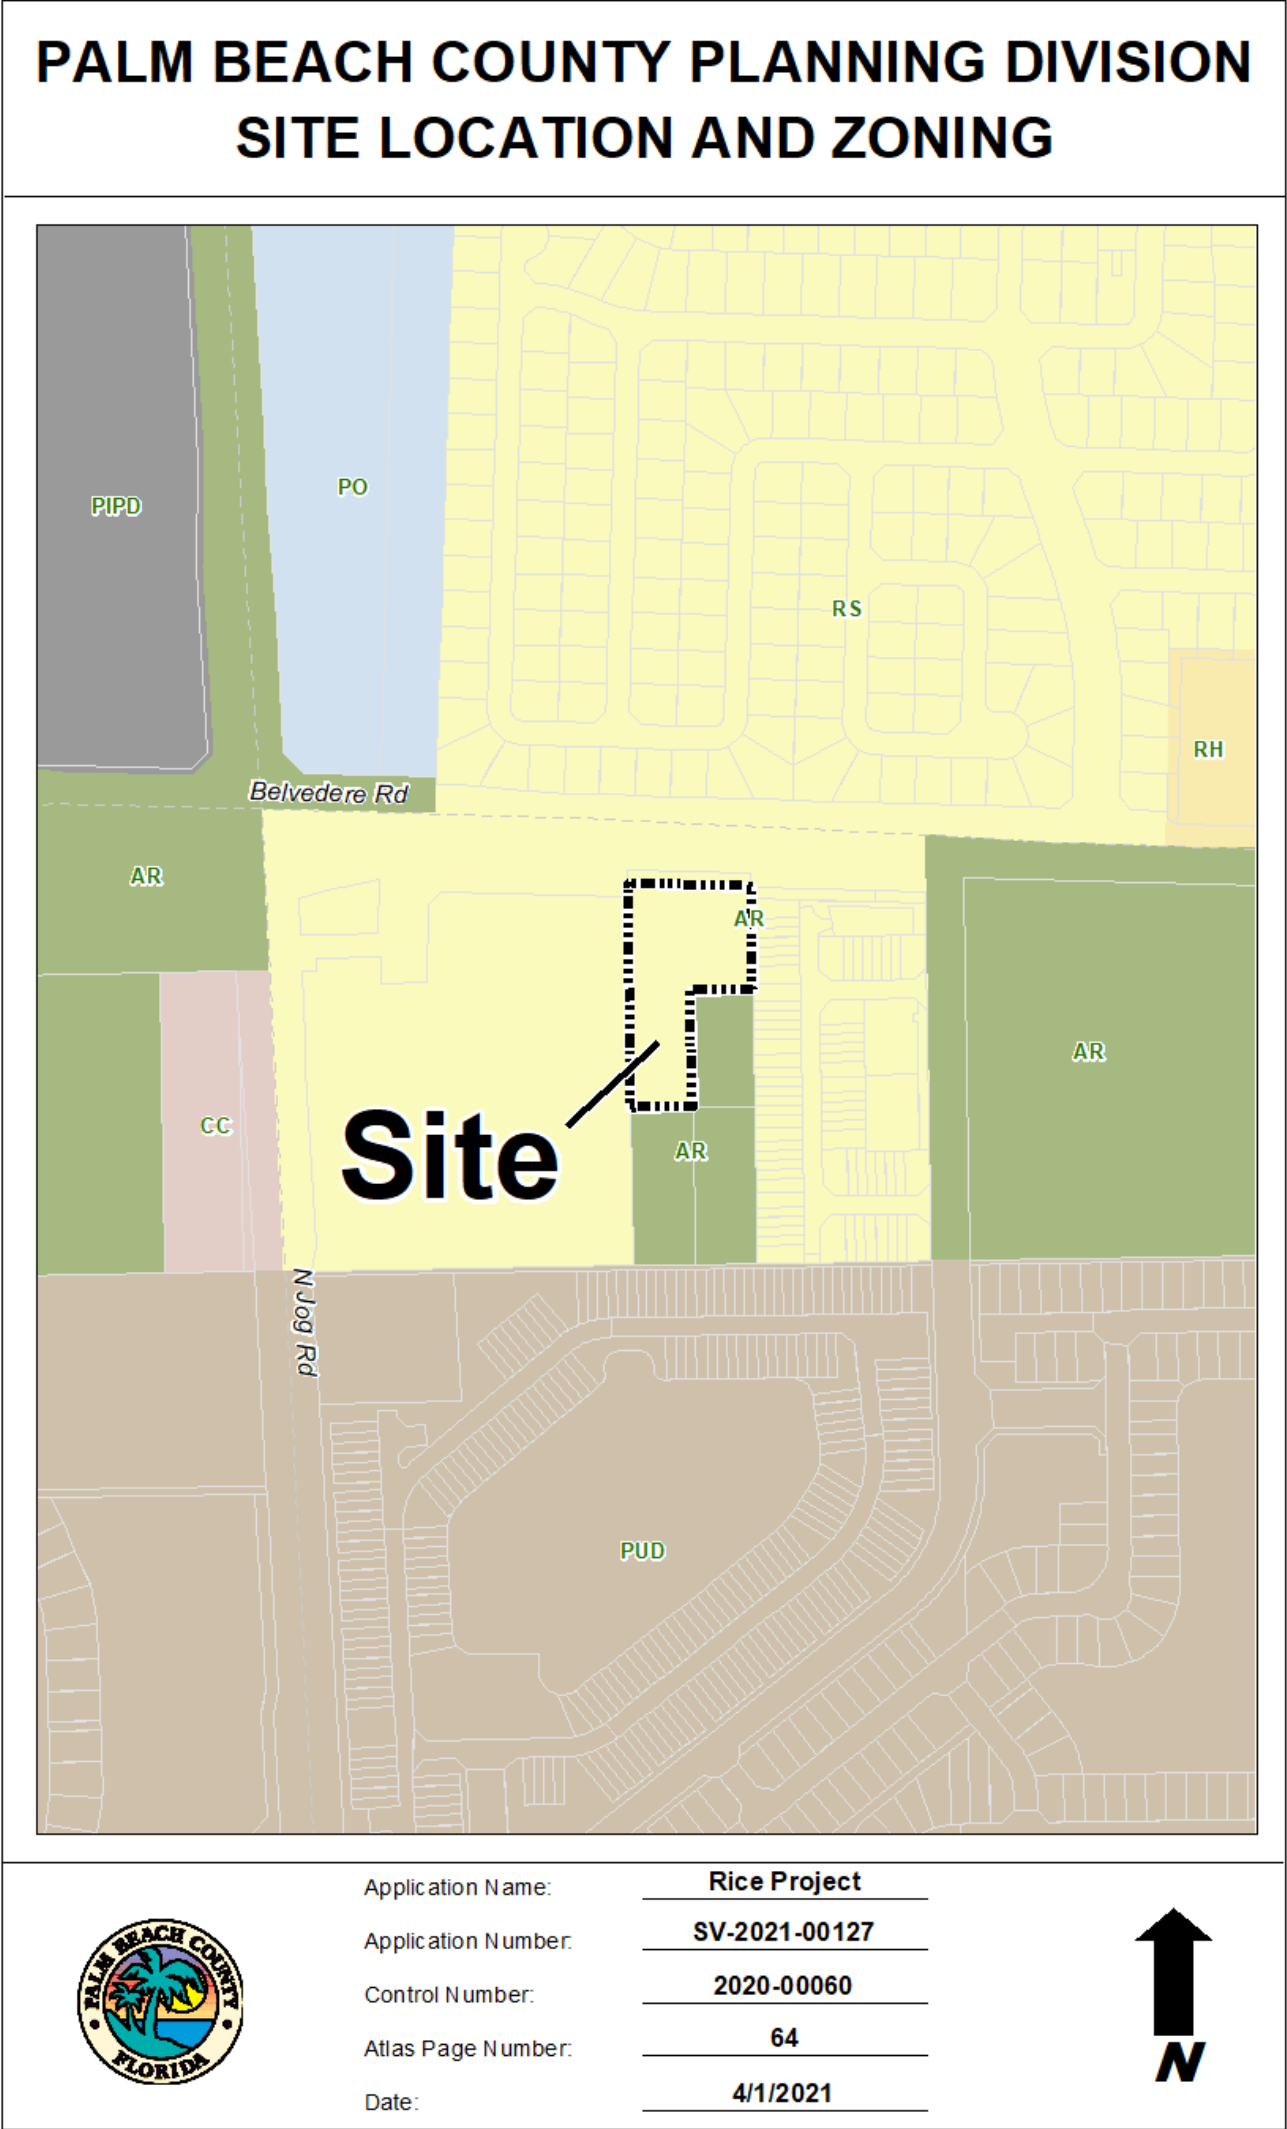 PALM BEACH COUNTY PLANNING DIVISION
SITE LOCATION AND ZONING
PIPD
PO
RS
RH
Belvedere Rd
AR
AR
AR
CC
Site
AR
N Jog Rd
PUD
Application Name: Rice Project
Application Number: SV-2021-00127
Control Number: 2020-00060
Atlas Page Number: 64
Date: 4/1/2021
PALM BEACH COUNTY
FLORIDA
N